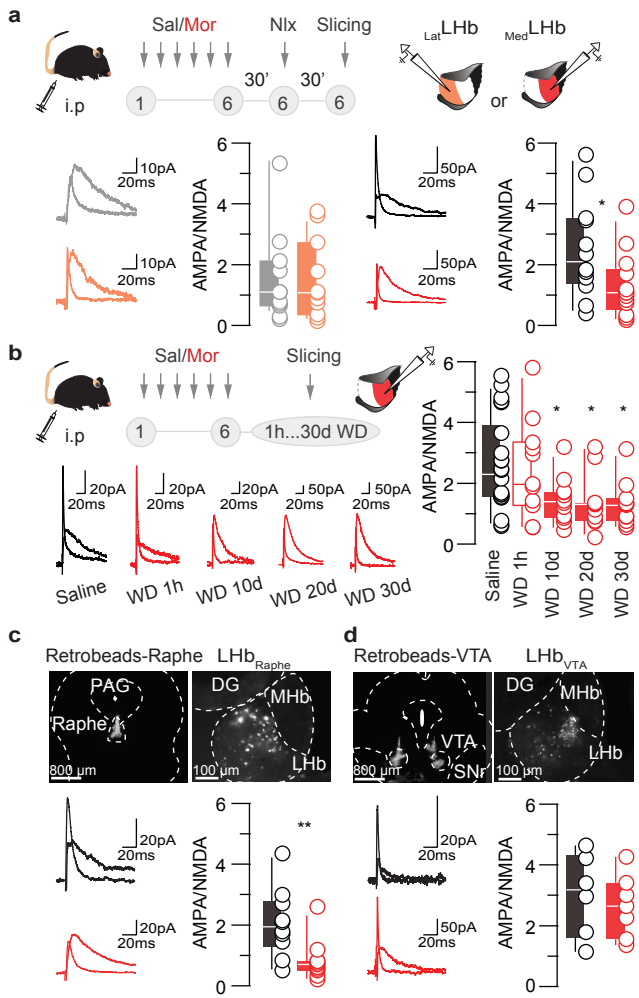 a
Sal/Mor Nlx Slicing
LatLHb MedLHb
30' 30'
1 6 6 6
or
i.p
10pA
20ms
10pA
20ms
AMPA/NMDA
6
4
2
0
50pA
20ms
50pA
20ms
AMPA/NMDA
6
4
2
0
*
b
Sal/Mor Slicing
1 6 1h...30d WD
i.p
20pA
20ms
20pA
20ms
20pA
20ms
50pA
20ms
50pA
20ms
Saline WD 1h WD 10d WD 20d WD 30d
AMPA/NMDA
6
4
2
0
* * *
Saline
WD 1h
WD 10d
WD 20d
WD 30d
c
Retrobeads-Raphe LHbRaphe
PAG
Raphe
800 µm
DG
MHb
LHb
100 µm
20pA
20ms
20pA
20ms
AMPA/NMDA
6
4
2
0
**
d
Retrobeads-VTA LHbVTA
VTA
SNr
800 µm
DG
MHb
LHb
100 µm
20pA
20ms
50pA
20ms
AMPA/NMDA
6
4
2
0